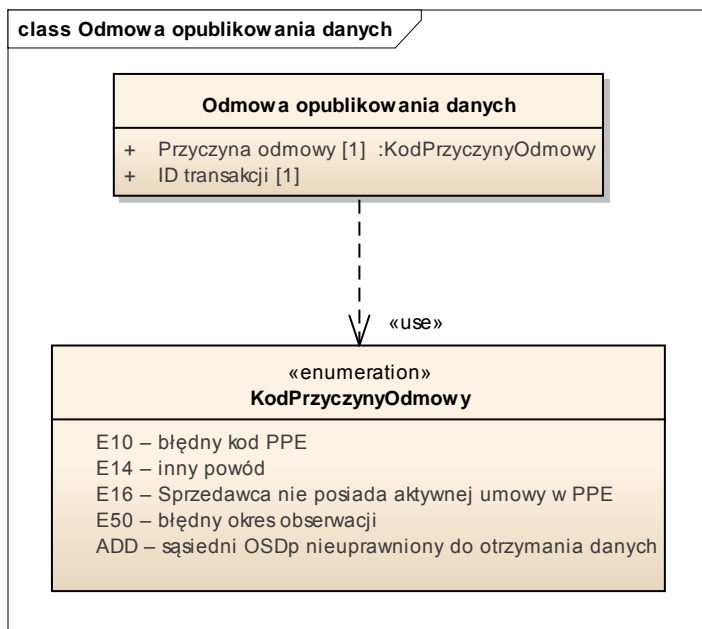 class Odmowa opublikowania danych
Odmowa opublikowania danych
+ Przyczyna odmowy [1] :KodPrzyczynyOdmowy
+ ID transakcji [1]
«use»
«enumeration»
KodPrzyczynyOdmowy
E10 – błędny kod PPE
E14 – inny powód
E16 – Sprzedawca nie posiada aktywnej umowy w PPE
E50 – błędny okres obserwacji
ADD – sąsiedni OSDp nieuprawniony do otrzymania danych